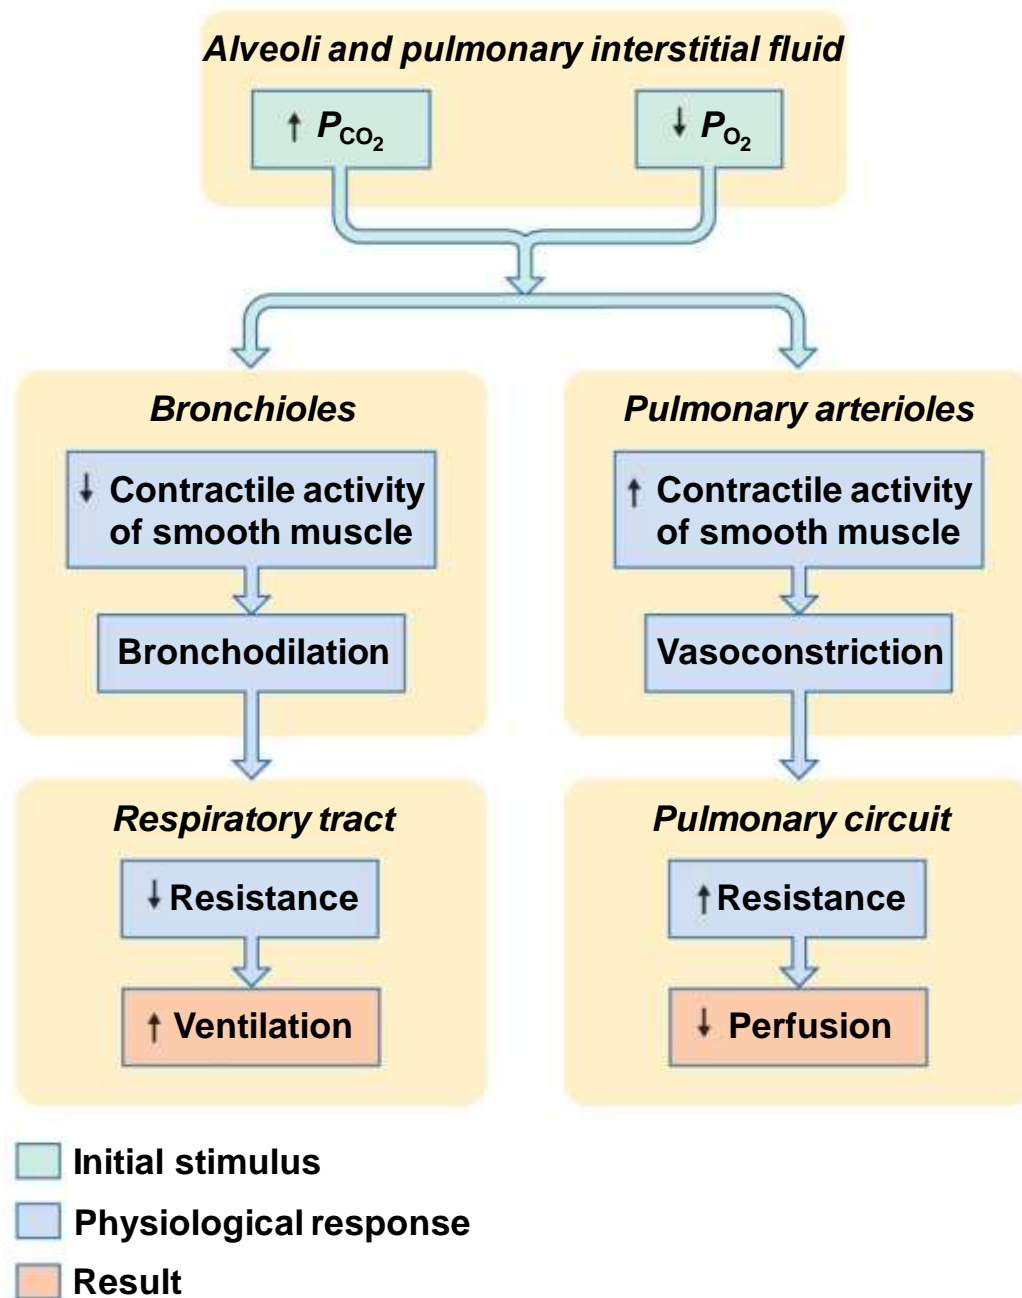 Alveoli and pulmonary interstitial fluid
↑ PCO₂
↓ PO₂
Bronchioles
↓ Contractile activity
of smooth muscle
Bronchodilation
Pulmonary arterioles
↑ Contractile activity
of smooth muscle
Vasoconstriction
Respiratory tract
↓ Resistance
↑ Ventilation
Pulmonary circuit
↑ Resistance
↓ Perfusion
Initial stimulus
Physiological response
Result